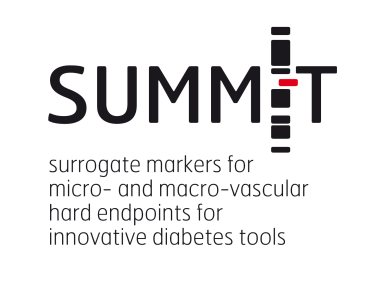 SUMMIT
surrogate markers for
micro- and macro-vascular
hard endpoints for
innovative diabetes tools